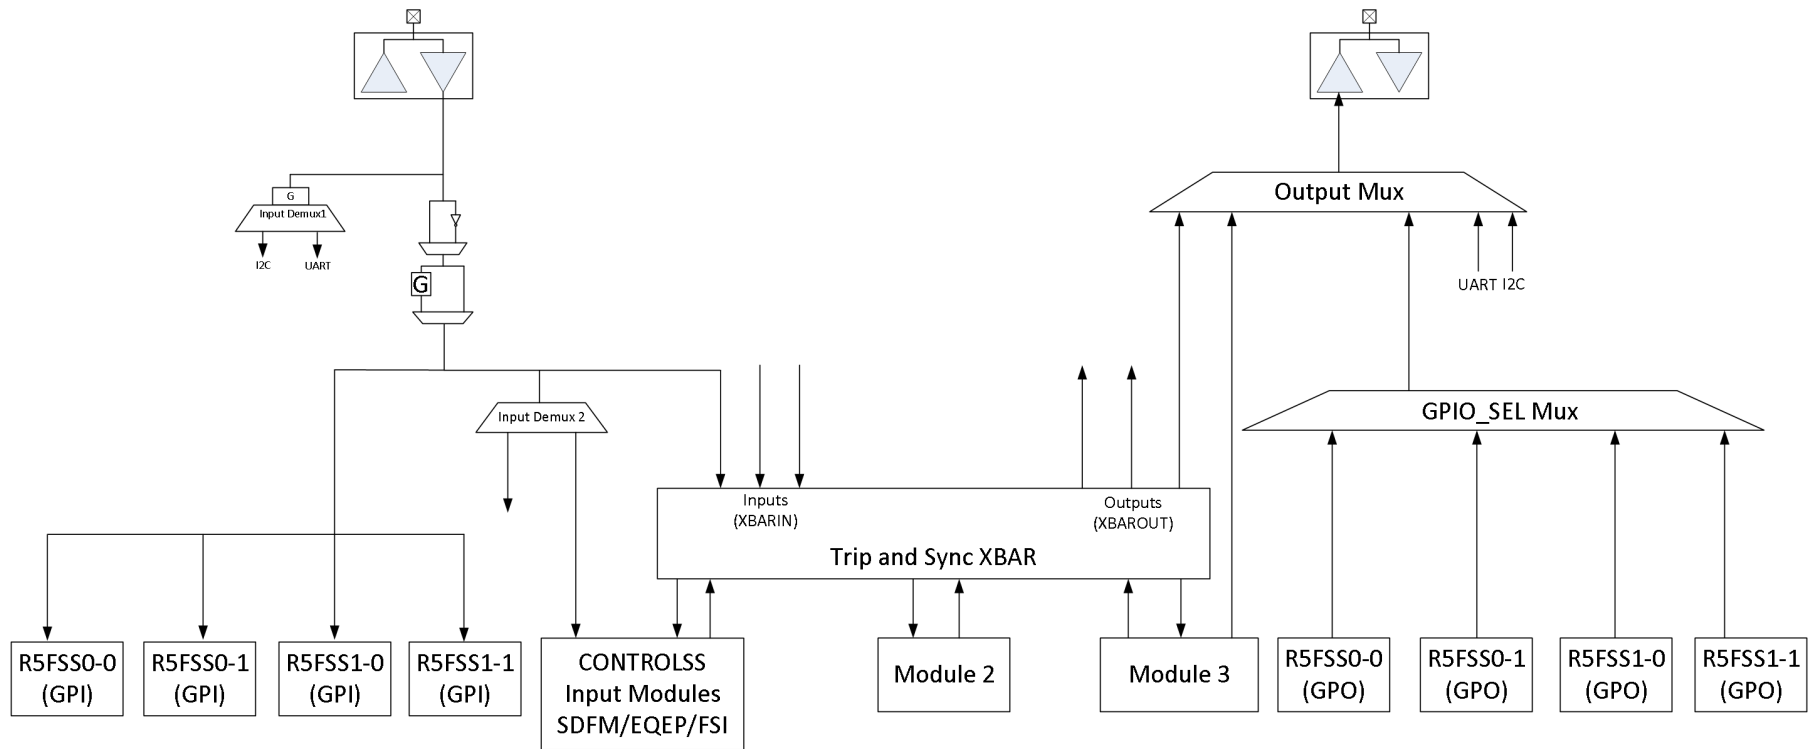 Output Mux
G
Input Demux1
I2C
UART
G
UART I2C
Input Demux 2
GPIO_SEL Mux
Inputs
(XBARIN)
Outputs
(XBAROUT)
Trip and Sync XBAR
R5FSS0-0
(GPI)
R5FSS0-1
(GPI)
R5FSS1-0
(GPI)
R5FSS1-1
(GPI)
CONTROLSS
Input Modules
SDFM/EQEP/FSI
Module 2
Module 3
R5FSS0-0
(GPO)
R5FSS0-1
(GPO)
R5FSS1-0
(GPO)
R5FSS1-1
(GPO)